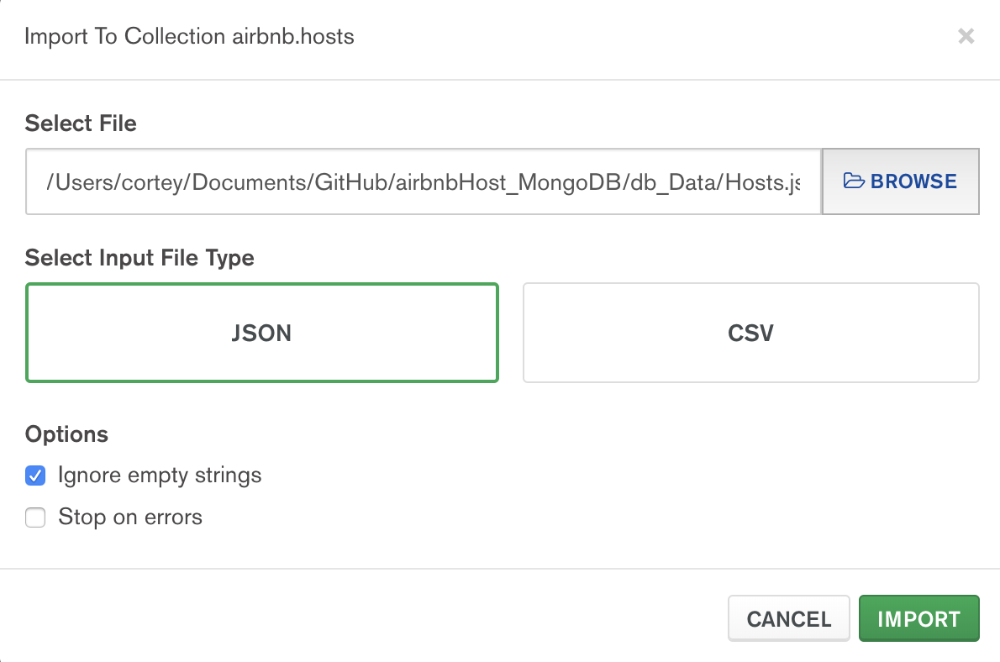 Import To Collection airbnb.hosts
Select File
/Users/cortey/Documents/GitHub/airbnbHost_MongoDB/db_Data/Hosts.js
BROWSE
Select Input File Type
JSON
CSV
Options
Ignore empty strings
Stop on errors
CANCEL
IMPORT